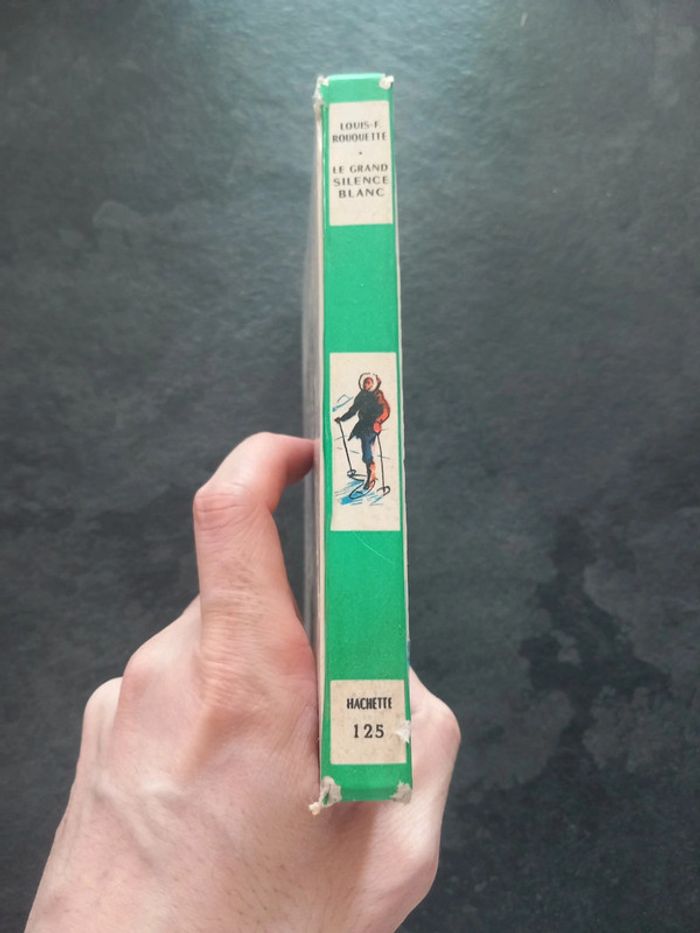 LOUIS-F.
ROUQUETTE
•
LE GRAND
SILENCE
BLANC
HACHETTE
125